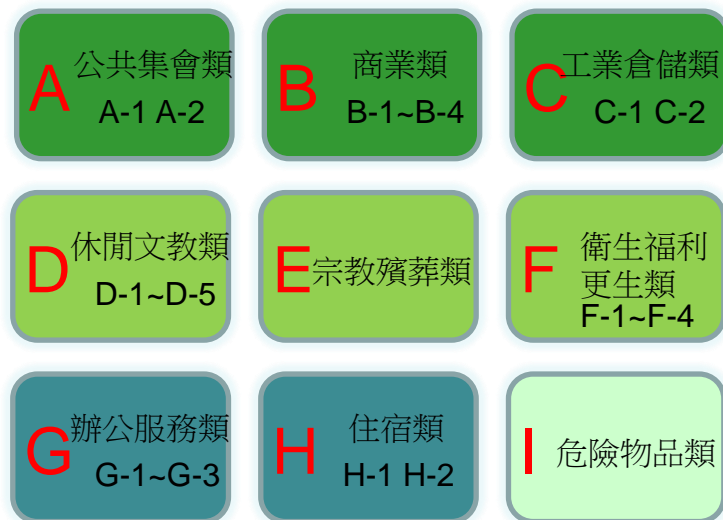 A 公共集會類
A-1 A-2
B 商業類
B-1~B-4
C 工業倉儲類
C-1 C-2
D 休閒文教類
D-1~D-5
E 宗教殯葬類
F 衛生福利
更生類
F-1~F-4
G 辦公服務類
G-1~G-3
H 住宿類
H-1 H-2
I 危險物品類